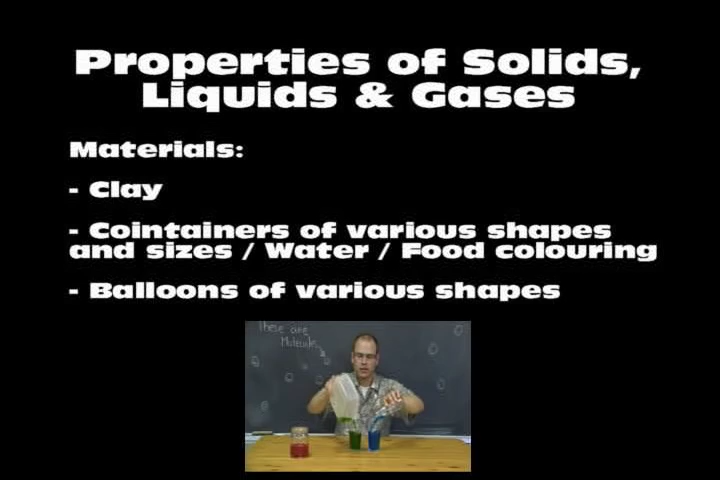 Properties of Solids,
Liquids & Gases
Materials:
- Clay
- Cointainers of various shapes
and sizes / Water / Food colouring
- Balloons of various shapes
These are
Molecules